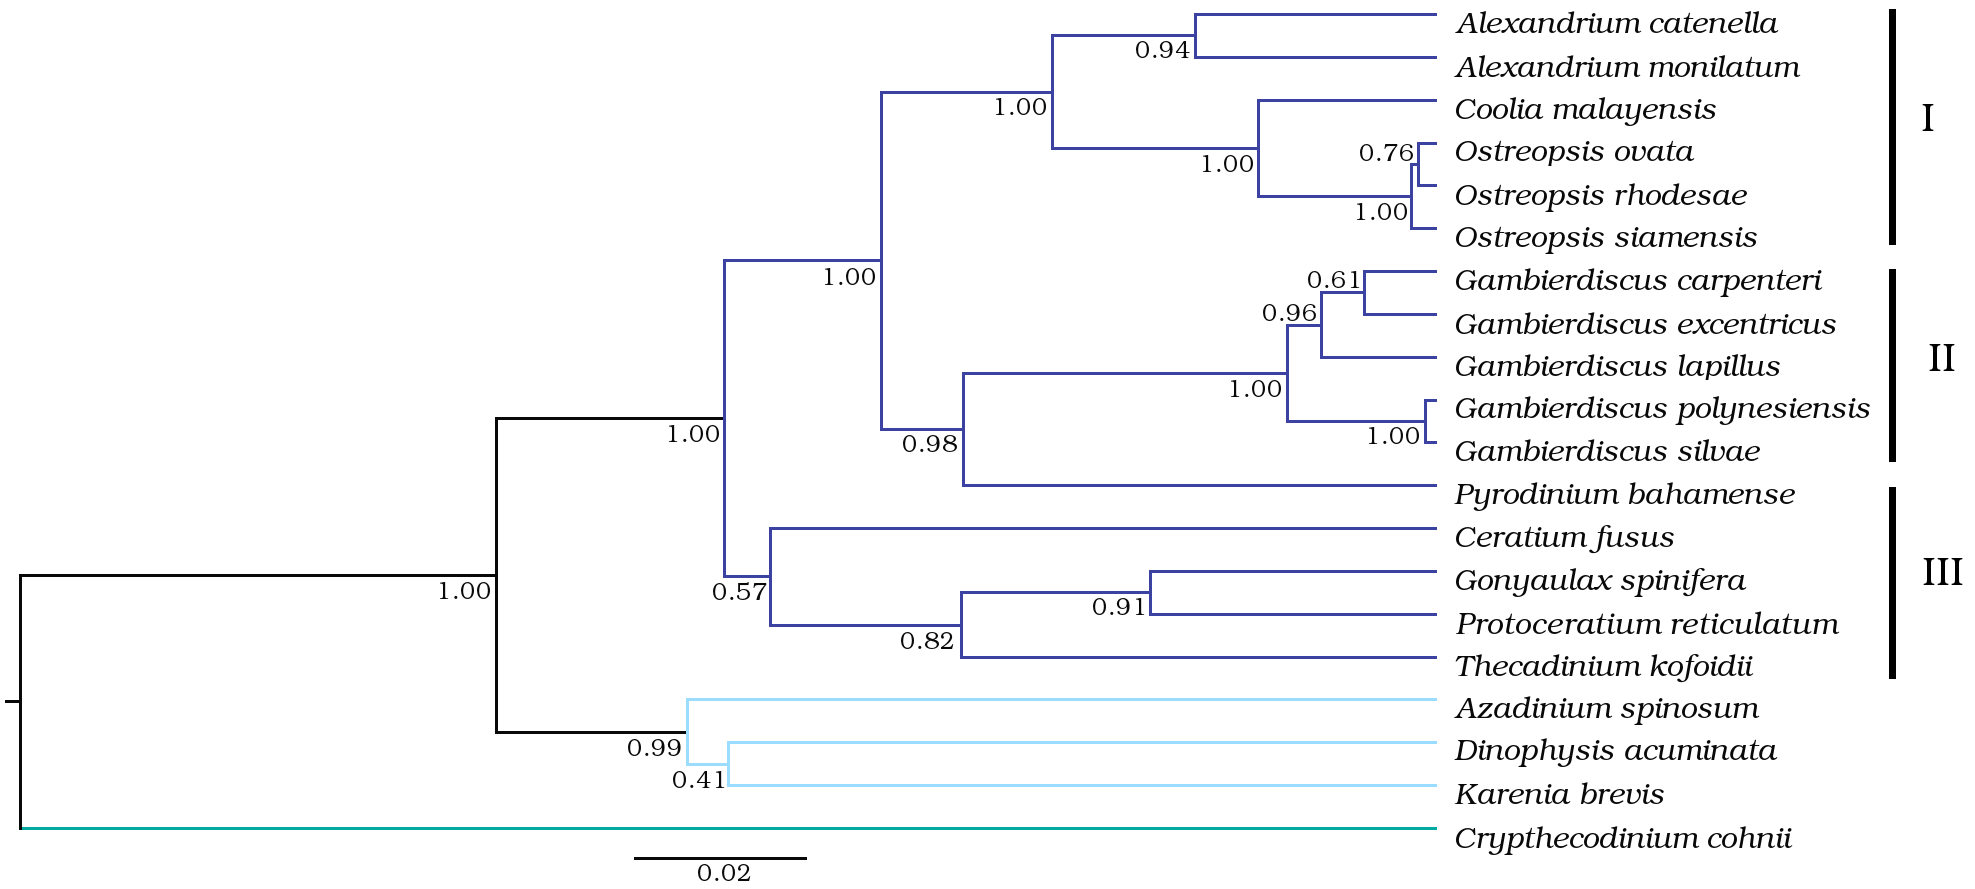 Alexandrium catenella
0.94
Alexandrium monilatum
1.00
Coolia malayensis
I
0.76
Ostreopsis ovata
1.00
Ostreopsis rhodesae
1.00
Ostreopsis siamensis
1.00
0.61
Gambierdiscus carpenteri
0.96
Gambierdiscus excentricus
II
Gambierdiscus lapillus
1.00
Gambierdiscus polynesiensis
1.00
1.00
0.98
Gambierdiscus silvae
Pyrodinium bahamense
Ceratium fusus
III
Gonyaulax spinifera
1.00
0.57
0.91
Protoceratium reticulatum
0.82
Thecadinium kofoidii
Azadinium spinosum
0.99
Dinophysis acuminata
0.41
Karenia brevis
Crypthecodinium cohnii
0.02